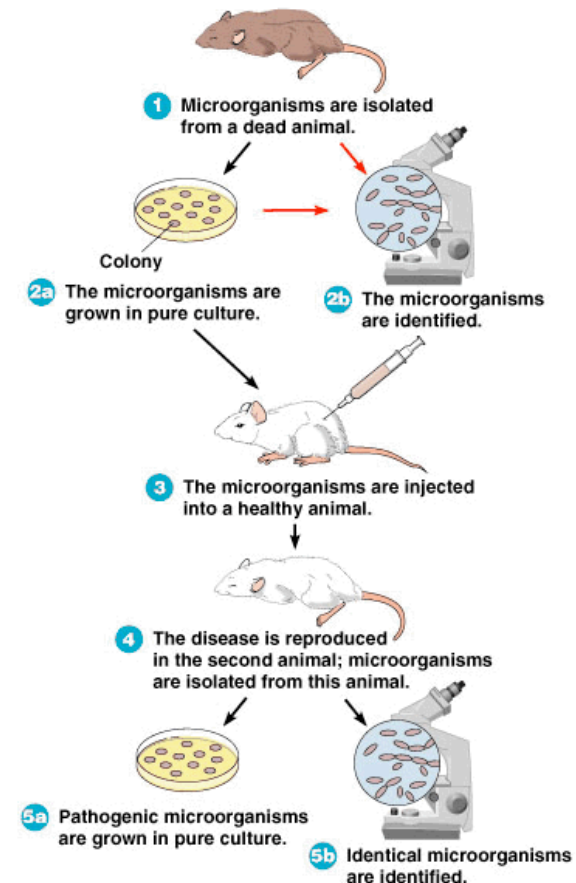 1 Microorganisms are isolated
from a dead animal.
Colony
2a The microorganisms are
grown in pure culture.
2b The microorganisms
are identified.
3 The microorganisms are injected
into a healthy animal.
4 The disease is reproduced
in the second animal; microorganisms
are isolated from this animal.
5a Pathogenic microorganisms
are grown in pure culture.
5b Identical microorganisms
are identified.